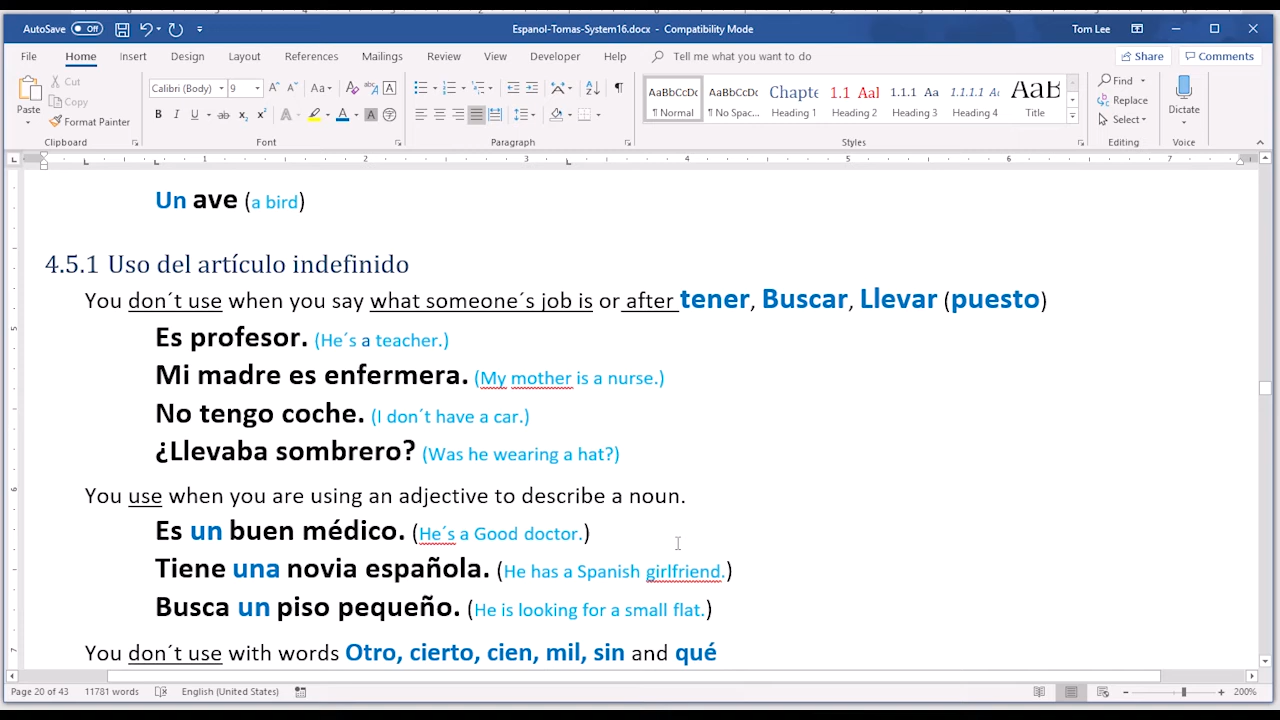 AutoSave Off Espanol-Tomas-System16.docx - Compatibility Mode Tom Lee
File Home Insert Design Layout References Mailings Review View Developer Help Tell me what you want to do Share Comments
Paste Cut Copy Format Painter
Calibri (Body) 9
AaBbCcDc AaBbCcDc Chapte 1.1 Aal 1.1.1 Aa 1.1.1.1 Ac AaB
¶ Normal ¶ No Spac... Heading 1 Heading 2 Heading 3 Heading 4 Title
Find Replace Select Dictate
Clipboard Font Paragraph Styles Editing Voice
1 2 3 4 5 6 7
Un ave (a bird)
4.5.1 Uso del artículo indefinido
You don´t use when you say what someone´s job is or after tener, Buscar, Llevar (puesto)
Es profesor. (He´s a teacher.)
Mi madre es enfermera. (My mother is a nurse.)
No tengo coche. (I don´t have a car.)
¿Llevaba sombrero? (Was he wearing a hat?)
You use when you are using an adjective to describe a noun.
Es un buen médico. (He´s a Good doctor.)
Tiene una novia española. (He has a Spanish girlfriend.)
Busca un piso pequeño. (He is looking for a small flat.)
You don´t use with words Otro, cierto, cien, mil, sin and qué
Page 20 of 43 11781 words English (United States) 200%